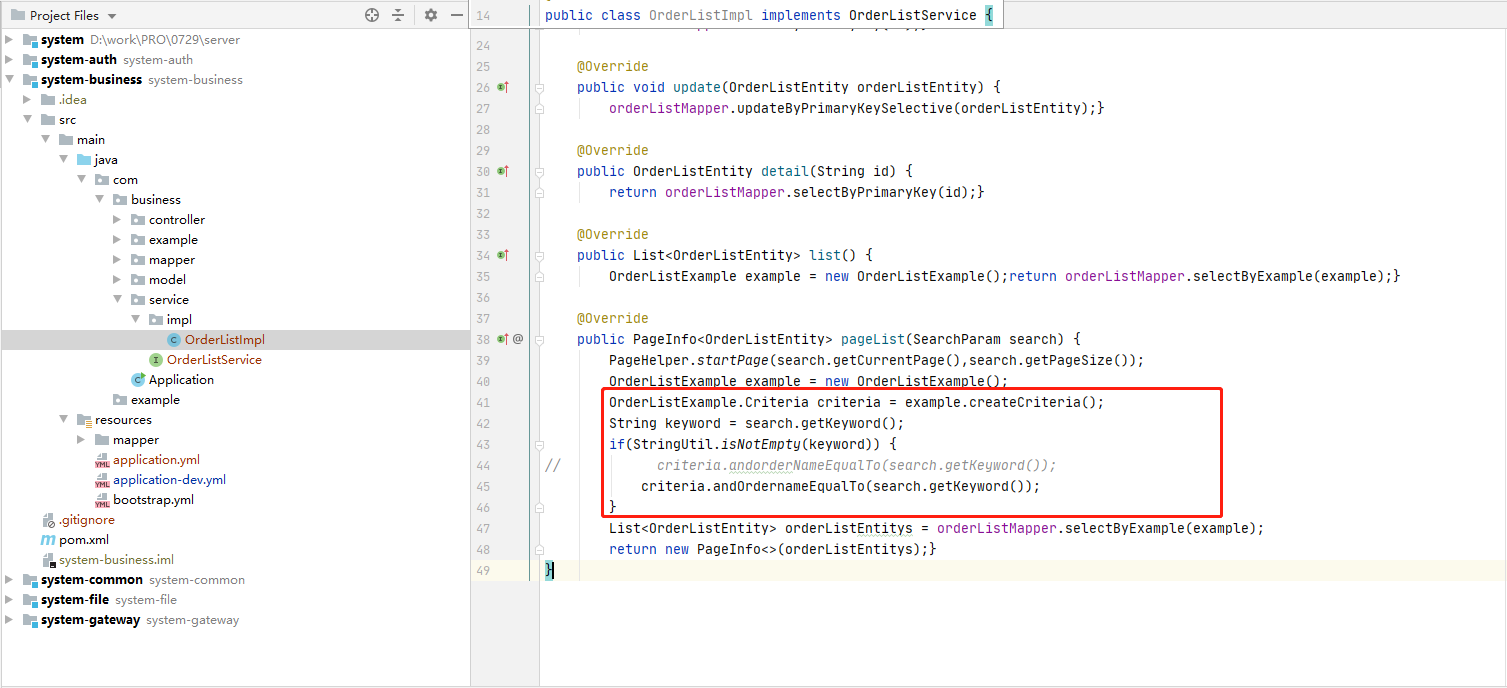 Project Files
system D:\work\PRO\0729\server
system-auth system-auth
system-business system-business
.idea
src
main
java
com
business
controller
example
mapper
model
service
impl
OrderListImpl
OrderListService
Application
example
resources
mapper
application.yml
application-dev.yml
bootstrap.yml
.gitignore
pom.xml
system-business.iml
system-common system-common
system-file system-file
system-gateway system-gateway
14 public class OrderListImpl implements OrderListService {
24
25 @Override
26 public void update(OrderListEntity orderListEntity) {
27 orderListMapper.updateByPrimaryKeySelective(orderListEntity);}
28
29 @Override
30 public OrderListEntity detail(String id) {
31 return orderListMapper.selectByPrimaryKey(id);}
32
33 @Override
34 public List<OrderListEntity> list() {
35 OrderListExample example = new OrderListExample();return orderListMapper.selectByExample(example);}
36
37 @Override
38 @ public PageInfo<OrderListEntity> pageList(SearchParam search) {
39 PageHelper.startPage(search.getCurrentPage(),search.getPageSize());
40 OrderListExample example = new OrderListExample();
41 OrderListExample.Criteria criteria = example.createCriteria();
42 String keyword = search.getKeyword();
43 if(StringUtil.isNotEmpty(keyword)) {
44 // criteria.andorderNameEqualTo(search.getKeyword());
45 criteria.andOrdernameEqualTo(search.getKeyword());
46 }
47 List<OrderListEntity> orderListEntitys = orderListMapper.selectByExample(example);
48 return new PageInfo<>(orderListEntitys);}
49 }